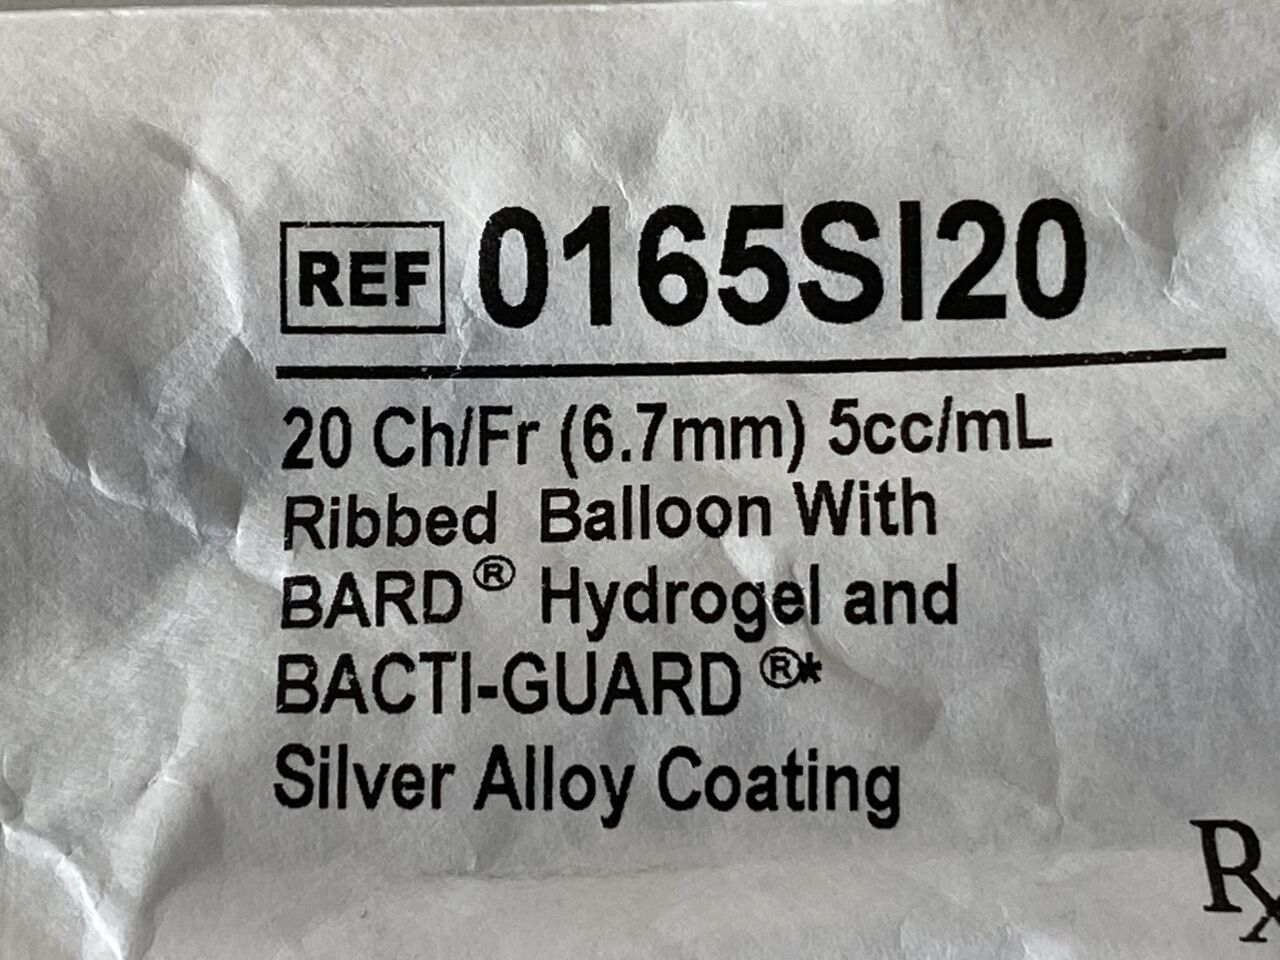 REF 0165SI20
20 Ch/Fr (6.7mm) 5cc/mL
Ribbed Balloon With
BARD® Hydrogel and
BACTI-GUARD®*
Silver Alloy Coating
Rx